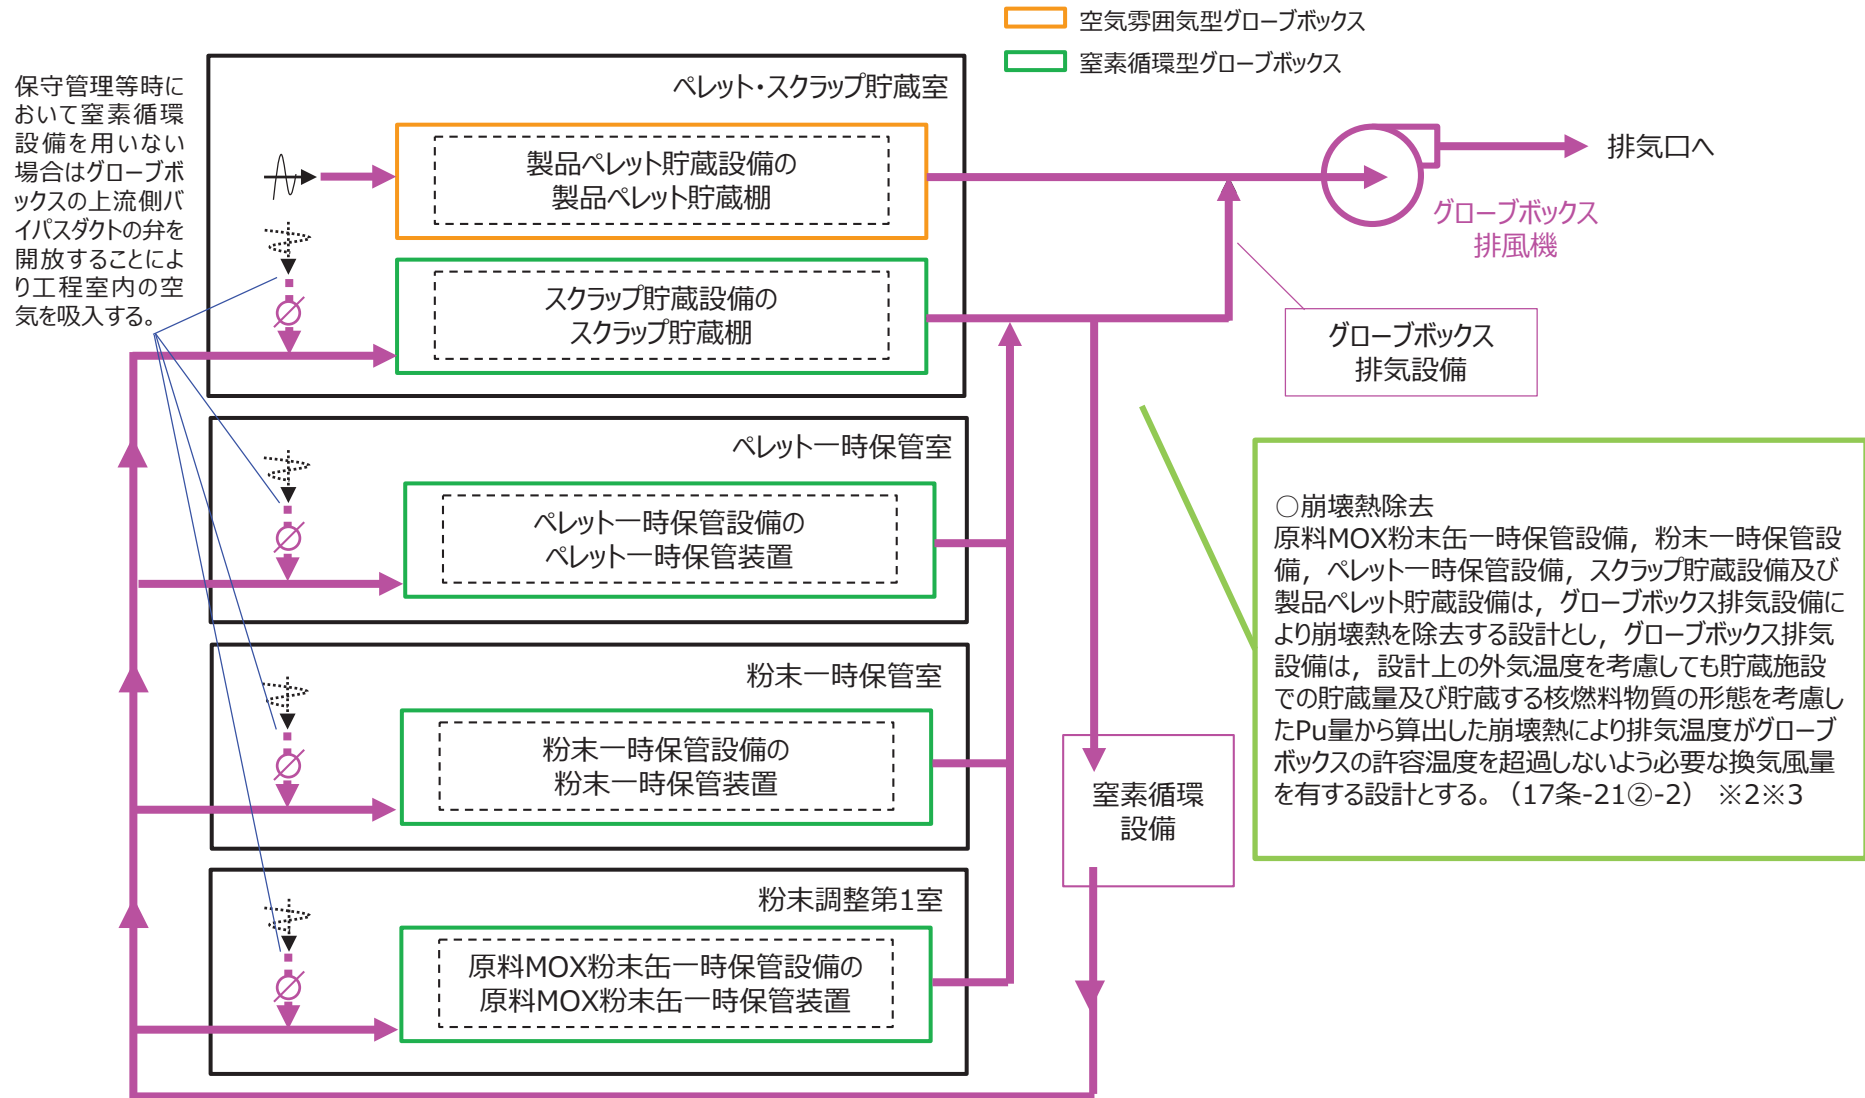 空気雰囲気型グローブボックス
窒素循環型グローブボックス
保守管理等時に
おいて窒素循環
設備を用いない
場合はグローブボ
ックスの上流側バ
イパスダクトの弁を
開放することによ
り工程室内の空
気を吸入する。
ペレット・スクラップ貯蔵室
製品ペレット貯蔵設備の
製品ペレット貯蔵棚
スクラップ貯蔵設備の
スクラップ貯蔵棚
排気口へ
グローブボックス
排風機
グローブボックス
排気設備
ペレット一時保管室
ペレット一時保管設備の
ペレット一時保管装置
粉末一時保管室
粉末一時保管設備の
粉末一時保管装置
粉末調整第1室
原料MOX粉末缶一時保管設備の
原料MOX粉末缶一時保管装置
窒素循環
設備
○崩壊熱除去
原料MOX粉末缶一時保管設備，粉末一時保管設
備，ペレット一時保管設備，スクラップ貯蔵設備及び
製品ペレット貯蔵設備は，グローブボックス排気設備に
より崩壊熱を除去する設計とし，グローブボックス排気
設備は，設計上の外気温度を考慮しても貯蔵施設
での貯蔵量及び貯蔵する核燃料物質の形態を考慮し
たPu量から算出した崩壊熱により排気温度がグローブ
ボックスの許容温度を超過しないよう必要な換気風量
を有する設計とする。（17条-21②-2）　※2※3